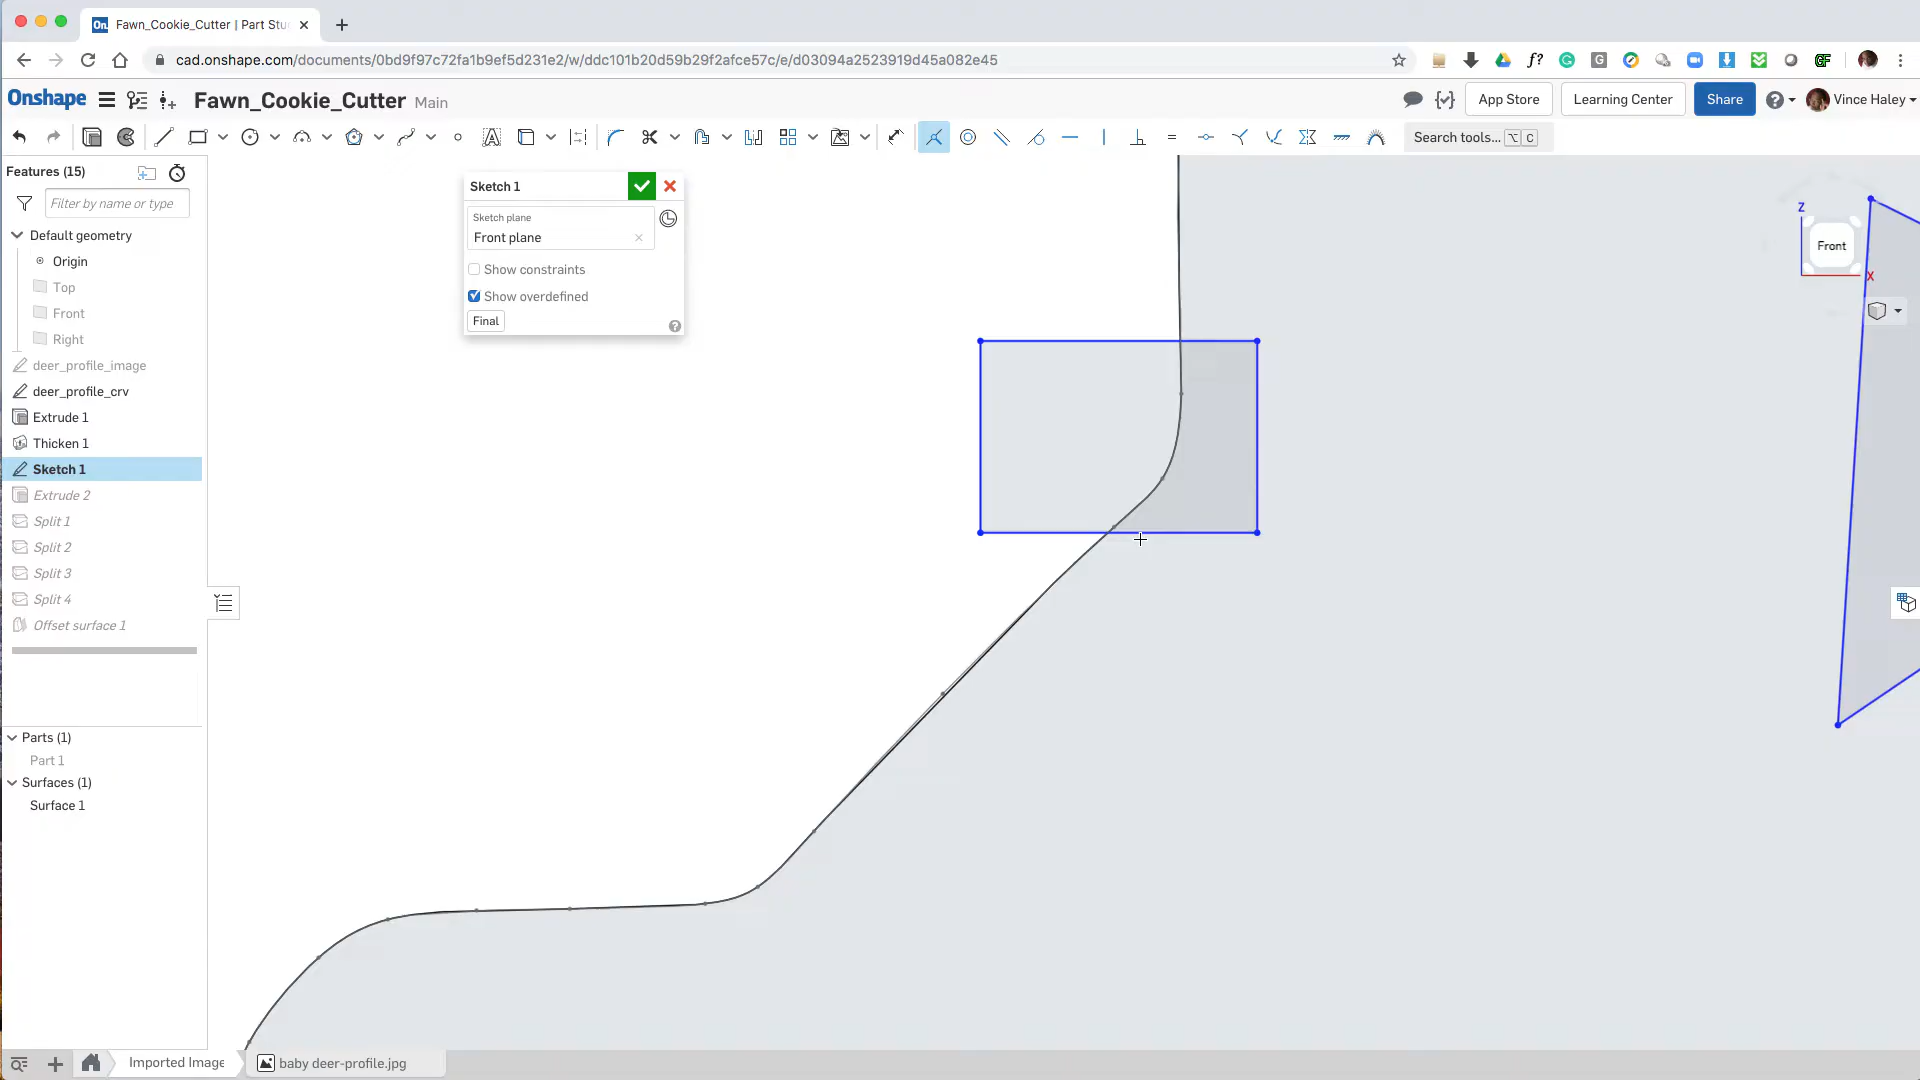 On Fawn_Cookie_Cutter | Part Stu
cad.onshape.com/documents/0bd9f97c72fa1b9ef5d231e2/w/ddc101b20d59b29f2afce57c/e/d03094a2523919d45a082e45
f?
G
GF
Onshape
Fawn_Cookie_Cutter Main
App Store
Learning Center
Share
Vince Haley
Search tools... ⌥ C
Features (15)
Filter by name or type
Default geometry
Origin
Top
Front
Right
deer_profile_image
deer_profile_crv
Extrude 1
Thicken 1
Sketch 1
Extrude 2
Split 1
Split 2
Split 3
Split 4
Offset surface 1
Parts (1)
Part 1
Surfaces (1)
Surface 1
Sketch 1
Sketch plane
Front plane
Show constraints
Show overdefined
Final
Z
Front
X
Imported Image
baby deer-profile.jpg